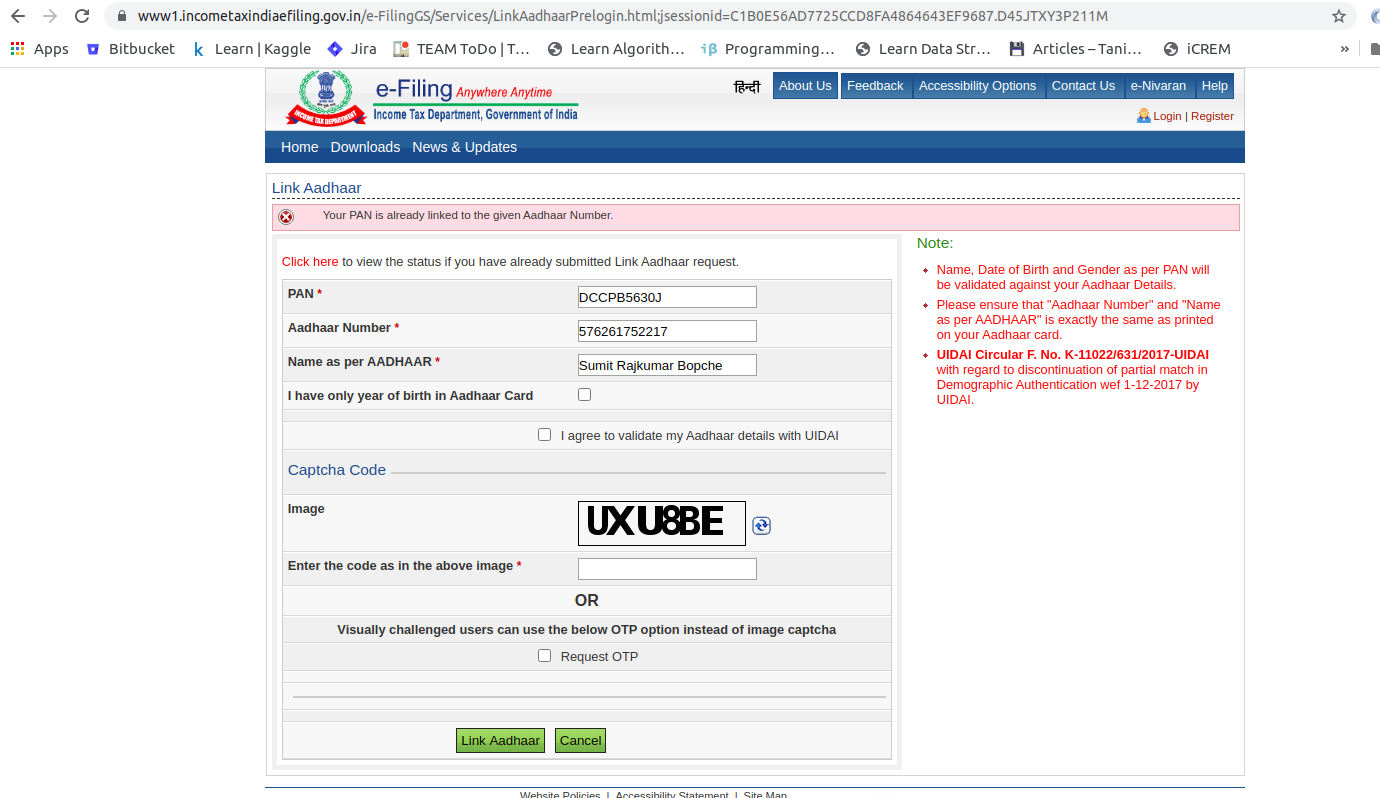 www1.incometaxindiaefiling.gov.in/e-FilingGS/Services/LinkAadhaarPrelogin.html;jsessionid=C1B0E56AD7725CCD8FA4864643EF9687.D45JTXY3P211M
Apps Bitbucket Learn | Kaggle Jira TEAM ToDo | T… Learn Algorith… Programming… Learn Data Str… Articles – Tani… iCREM »
INCOME TAX DEPARTMENT
e-Filing Anywhere Anytime
Income Tax Department, Government of India
हिन्दी About Us Feedback Accessibility Options Contact Us e-Nivaran Help
Login | Register
Home Downloads News & Updates
Link Aadhaar
Your PAN is already linked to the given Aadhaar Number.
Click here to view the status if you have already submitted Link Aadhaar request.
PAN * DCCPB5630J
Aadhaar Number * 576261752217
Name as per AADHAAR * Sumit Rajkumar Bopche
I have only year of birth in Aadhaar Card
I agree to validate my Aadhaar details with UIDAI
Captcha Code
Image UXU8BE
Enter the code as in the above image *
OR
Visually challenged users can use the below OTP option instead of image captcha
Request OTP
Link Aadhaar Cancel
Note:
Name, Date of Birth and Gender as per PAN will
be validated against your Aadhaar Details.
Please ensure that "Aadhaar Number" and "Name
as per AADHAAR" is exactly the same as printed
on your Aadhaar card.
UIDAI Circular F. No. K-11022/631/2017-UIDAI
with regard to discontinuation of partial match in
Demographic Authentication wef 1-12-2017 by
UIDAI.
Website Policies | Accessibility Statement | Site Map